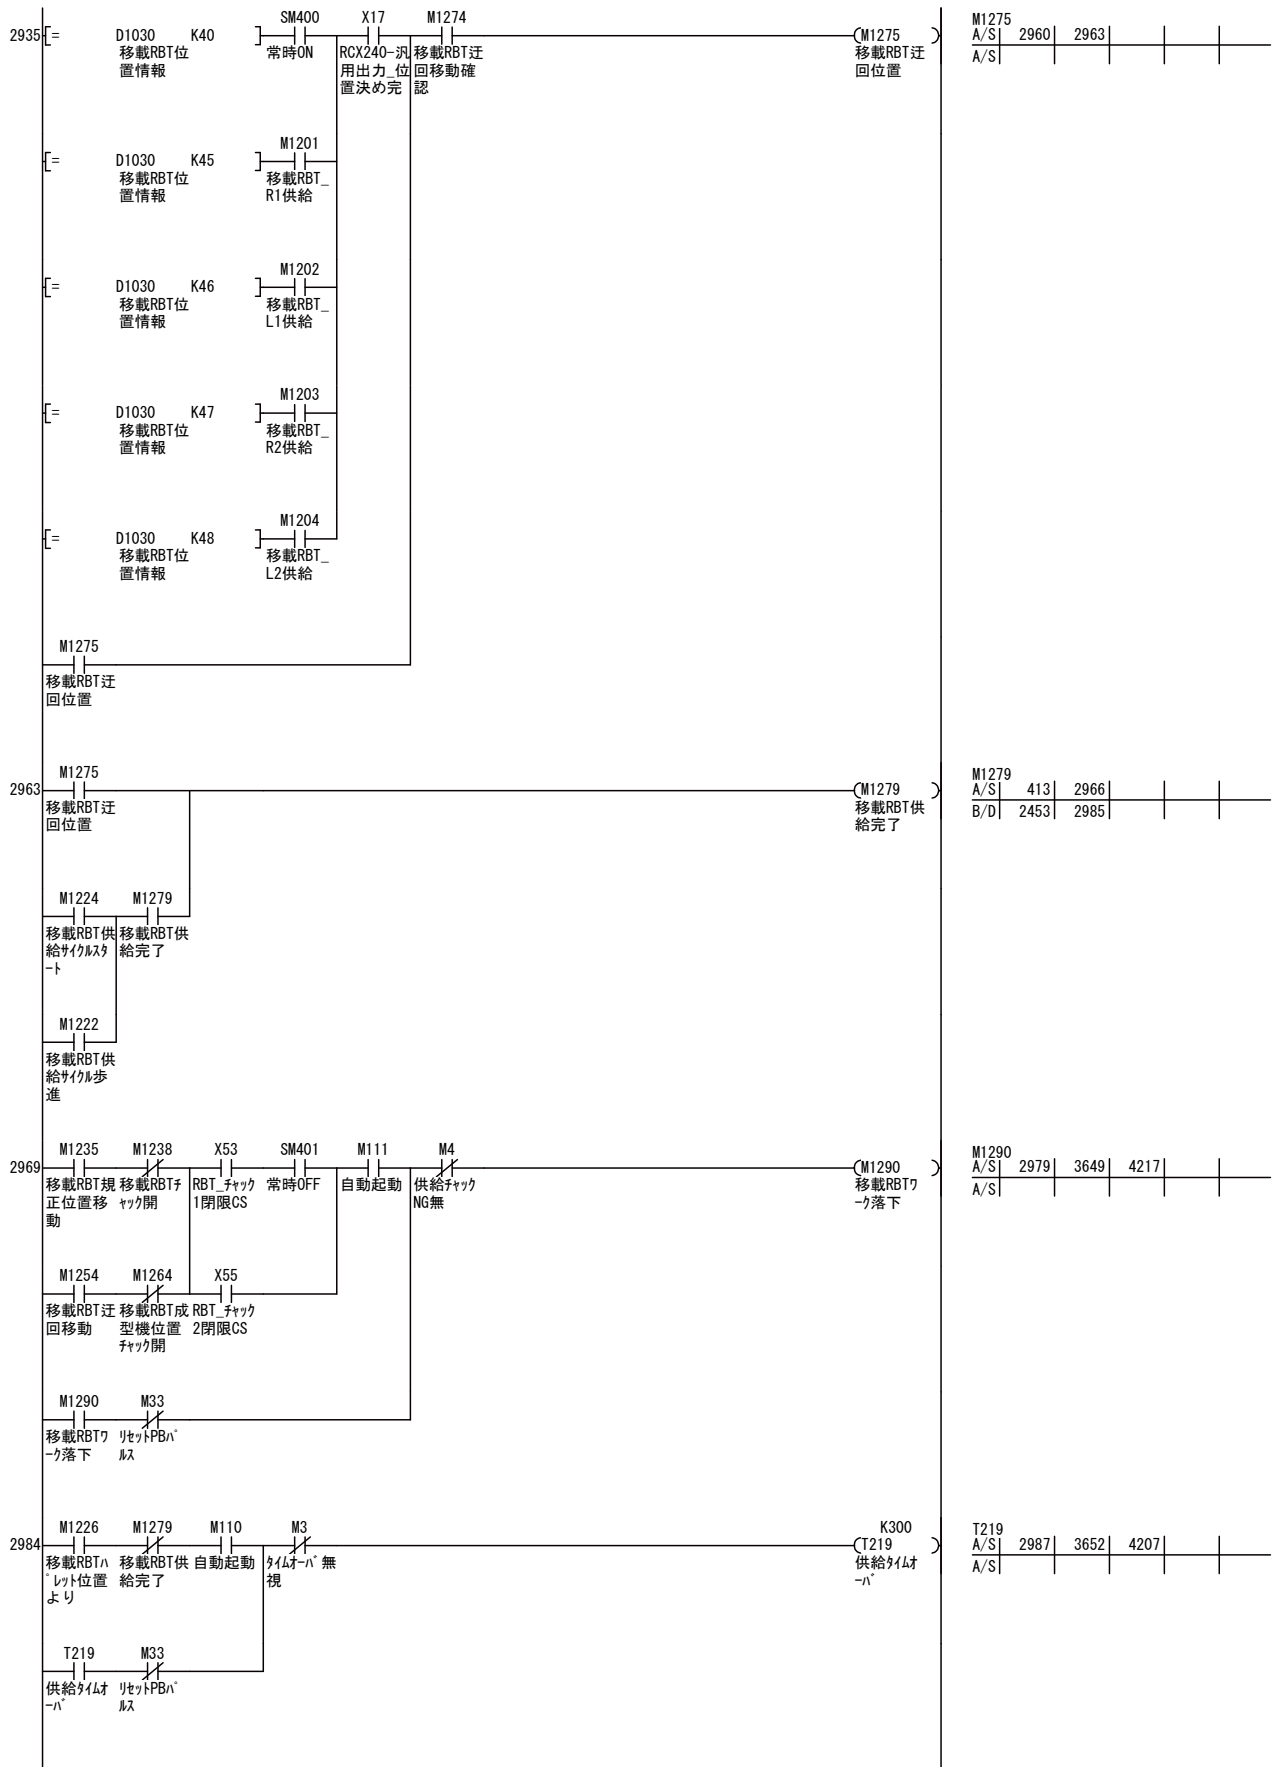 SM400 X17 M1274
2935 = D1030 K40 M1275
移載RBT位 常時ON RCX240-汎 移載RBT迂 移載RBT迂
置情報 用出力_位 回移動確 回位置
置決め完 認
M1275
A/S 2960 2963
A/S
M1201
= D1030 K45
移載RBT位 移載RBT_
置情報 R1供給
M1202
= D1030 K46
移載RBT位 移載RBT_
置情報 L1供給
M1203
= D1030 K47
移載RBT位 移載RBT_
置情報 R2供給
M1204
= D1030 K48
移載RBT位 移載RBT_
置情報 L2供給
M1275
移載RBT迂
回位置
M1275
2963 M1279
移載RBT迂 移載RBT供
回位置 給完了
M1279
A/S 413 2966
B/D 2453 2985
M1224 M1279
移載RBT供 移載RBT供
給ｻｲｸﾙｽﾀ 給完了
ｰﾄ
M1222
移載RBT供
給ｻｲｸﾙ歩
進
M1235 M1238 X53 SM401 M111 M4
2969 M1290
移載RBT規 移載RBTﾁ RBT_ﾁｬｯｸ 常時OFF 自動起動 供給ﾁｬｯｸ 移載RBTﾜ
正位置移 ｬｯｸ開 1閉限CS NG無 ｰｸ落下
動
M1290
A/S 2979 3649 4217
A/S
M1254 M1264 X55
移載RBT迂 移載RBT成 RBT_ﾁｬｯｸ
回移動 型機位置 2閉限CS
ﾁｬｯｸ開
M1290 M33
移載RBTﾜ ﾘｾｯﾄPBﾊﾟ
ｰｸ落下 ﾙｽ
M1226 M1279 M110 M3 K300
2984 T219
移載RBTﾊ 移載RBT供 自動起動 ﾀｲﾑｵｰﾊﾞ無 供給ﾀｲﾑｵ
ﾟﾚｯﾄ位置 給完了 視 ｰﾊﾞ
より
T219
A/S 2987 3652 4207
A/S
T219 M33
供給ﾀｲﾑｵ ﾘｾｯﾄPBﾊﾟ
ｰﾊﾞ ﾙｽ